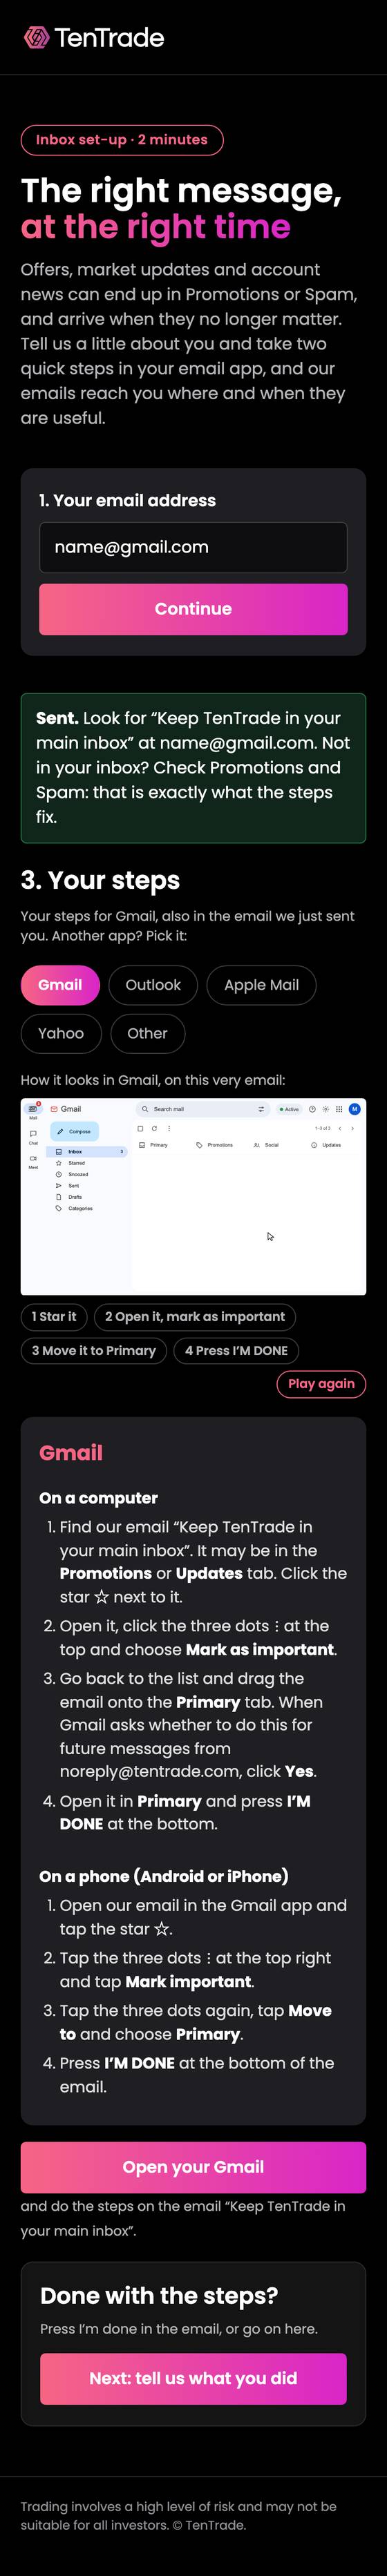 TenTrade
Inbox set-up · 2 minutes
The right message,
at the right time
Offers, market updates and account
news can end up in Promotions or Spam,
and arrive when they no longer matter.
Tell us a little about you and take two
quick steps in your email app, and our
emails reach you where and when they
are useful.
1. Your email address
name@gmail.com
Continue
Sent. Look for “Keep TenTrade in your
main inbox” at name@gmail.com. Not
in your inbox? Check Promotions and
Spam: that is exactly what the steps
fix.
3. Your steps
Your steps for Gmail, also in the email we just sent
you. Another app? Pick it:
Gmail
Outlook
Apple Mail
Yahoo
Other
How it looks in Gmail, on this very email:
Mail
Chat
Meet
Gmail
Compose
Inbox 3
Starred
Snoozed
Sent
Drafts
Categories
Search mail
Active
M
1–3 of 3
Primary
Promotions
Social
Updates
1 Star it
2 Open it, mark as important
3 Move it to Primary
4 Press I’M DONE
Play again
Gmail
On a computer
1. Find our email “Keep TenTrade in
your main inbox”. It may be in the
Promotions or Updates tab. Click the
star ☆ next to it.
2. Open it, click the three dots ⋮ at the
top and choose Mark as important.
3. Go back to the list and drag the
email onto the Primary tab. When
Gmail asks whether to do this for
future messages from
noreply@tentrade.com, click Yes.
4. Open it in Primary and press I’M
DONE at the bottom.
On a phone (Android or iPhone)
1. Open our email in the Gmail app and
tap the star ☆.
2. Tap the three dots ⋮ at the top right
and tap Mark important.
3. Tap the three dots again, tap Move
to and choose Primary.
4. Press I’M DONE at the bottom of the
email.
Open your Gmail
and do the steps on the email “Keep TenTrade in
your main inbox”.
Done with the steps?
Press I’m done in the email, or go on here.
Next: tell us what you did
Trading involves a high level of risk and may not be
suitable for all investors. © TenTrade.